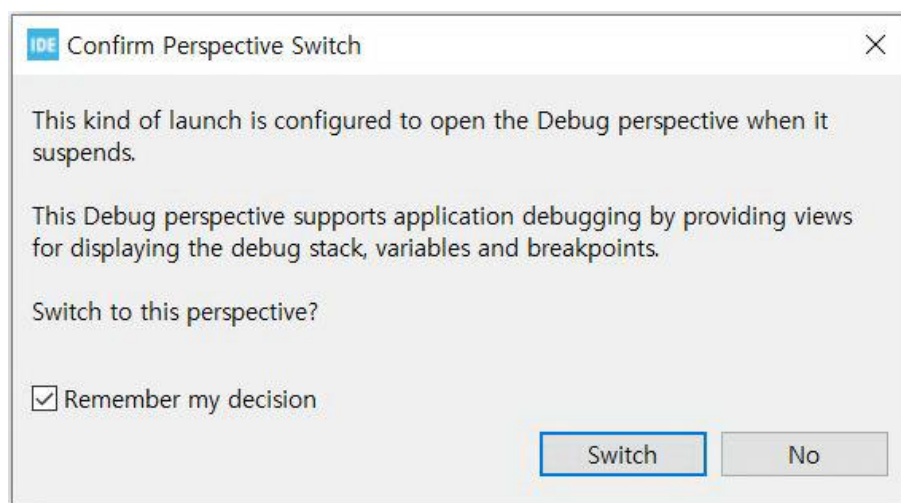 IDE Confirm Perspective Switch
This kind of launch is configured to open the Debug perspective when it
suspends.
This Debug perspective supports application debugging by providing views
for displaying the debug stack, variables and breakpoints.
Switch to this perspective?
Remember my decision
Switch No